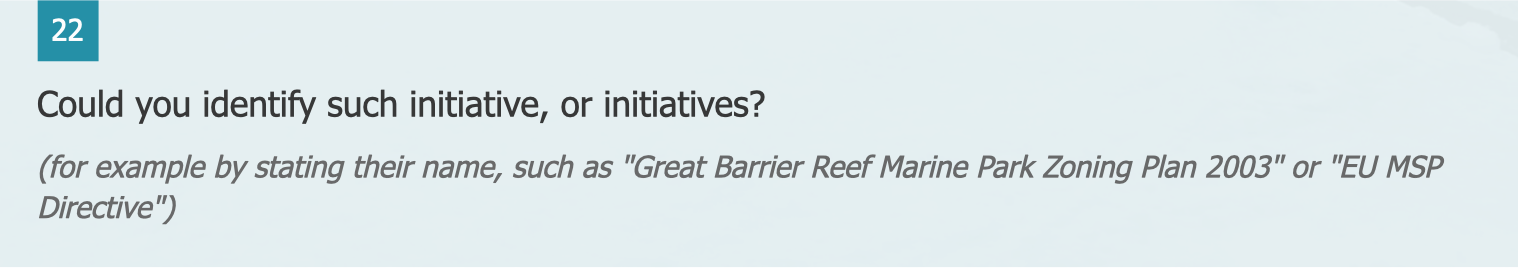 22
Could you identify such initiative, or initiatives?
(for example by stating their name, such as "Great Barrier Reef Marine Park Zoning Plan 2003" or "EU MSP
Directive")